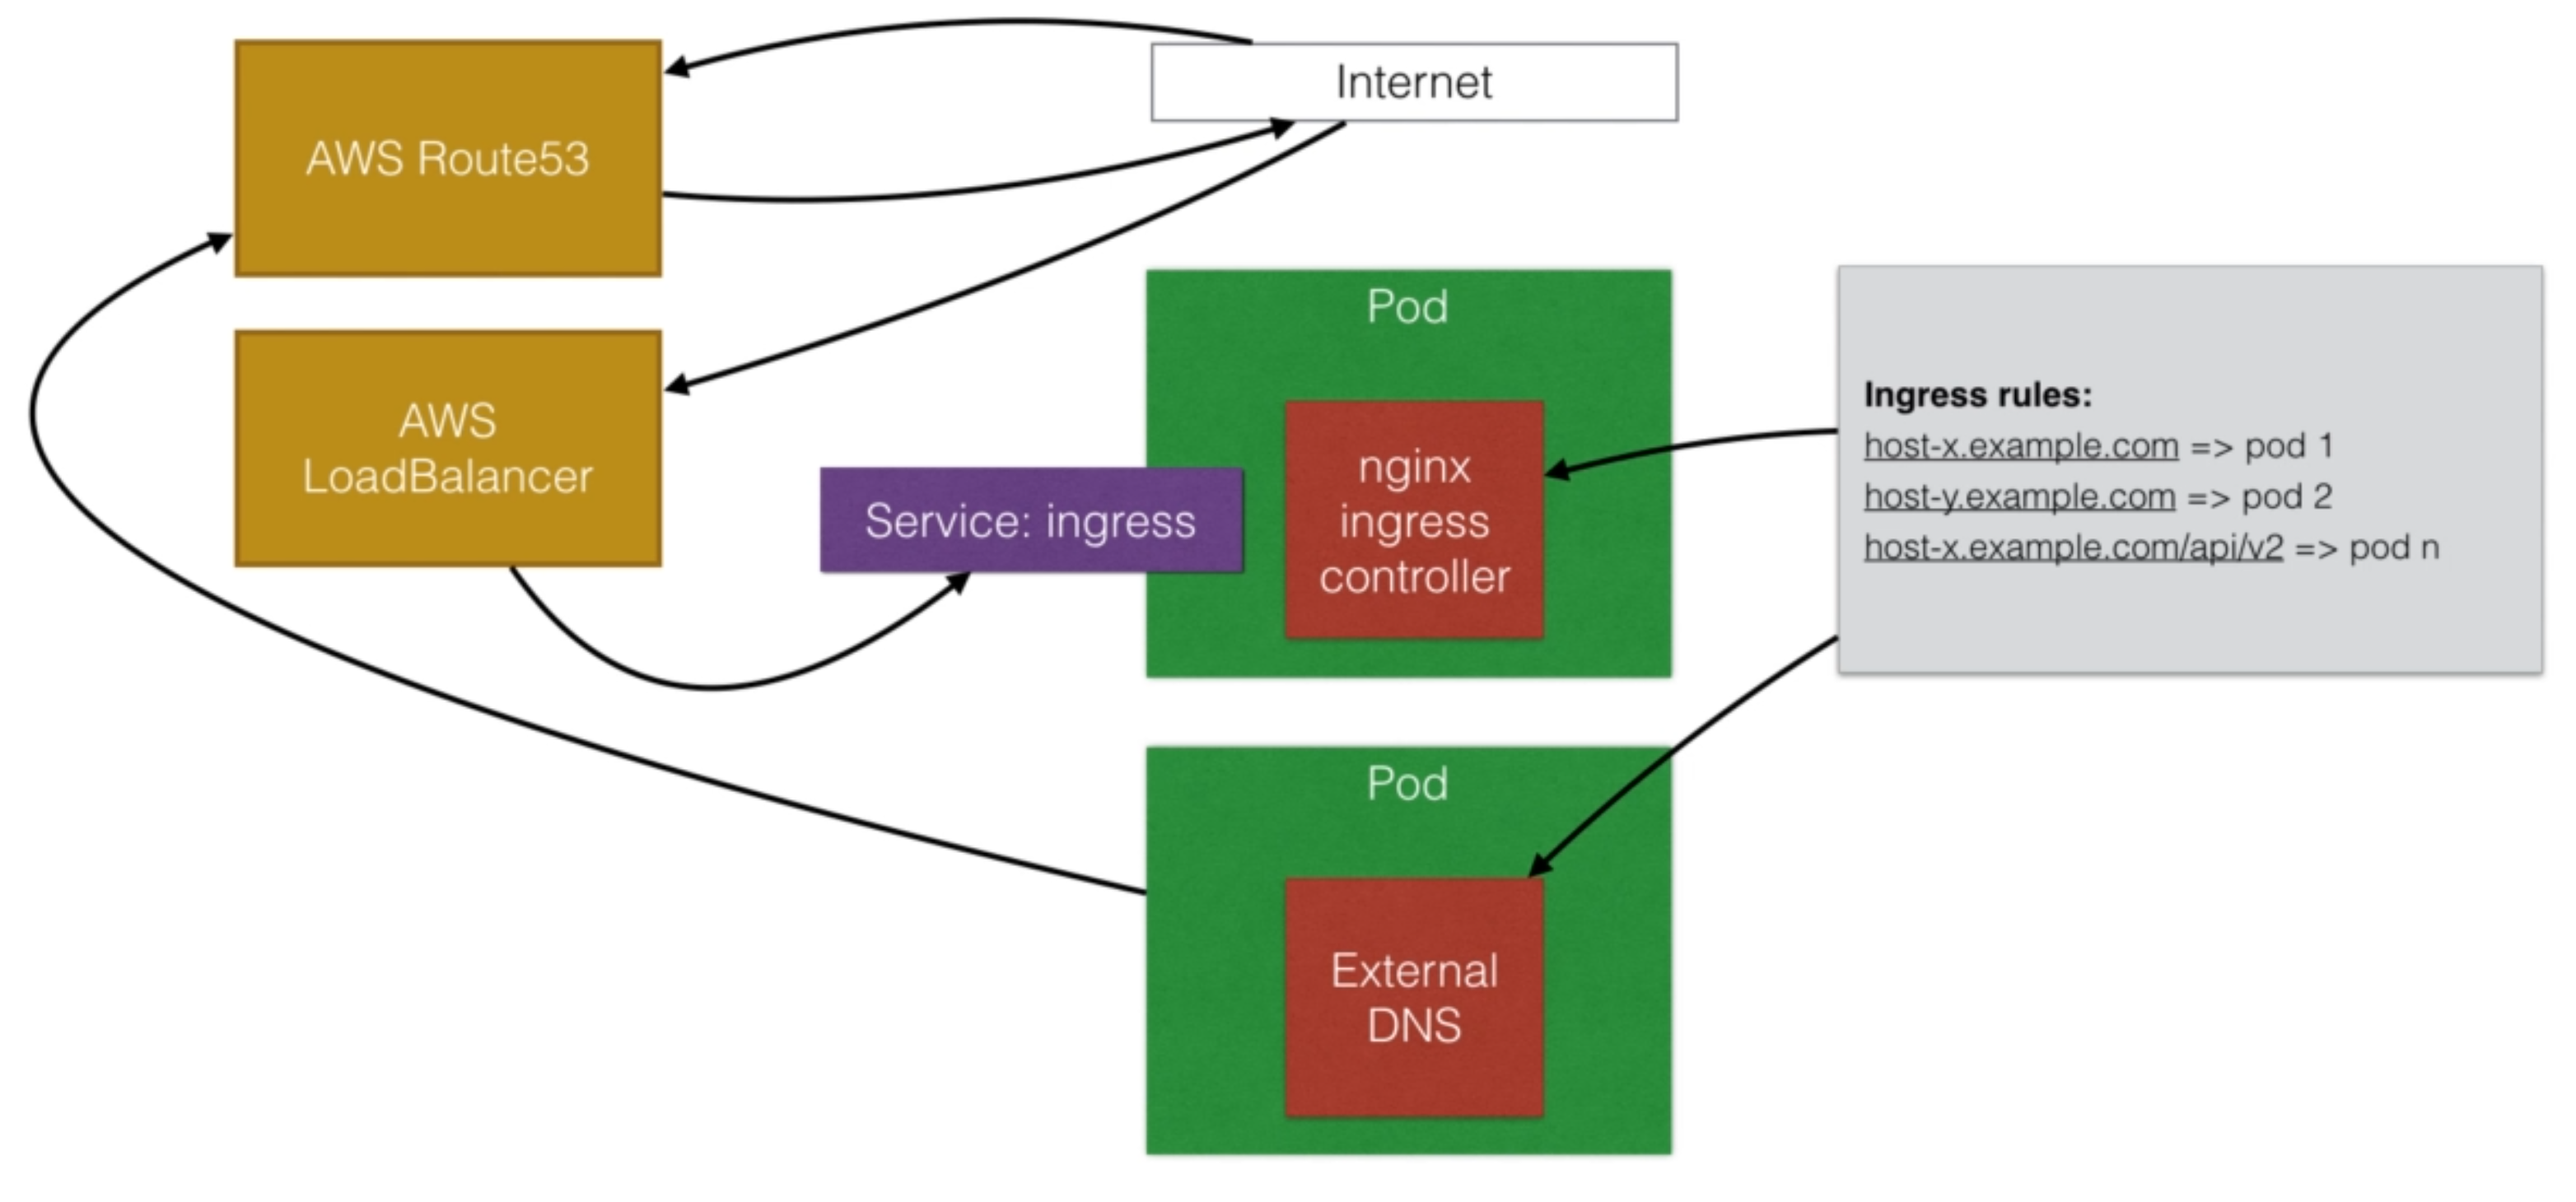 Internet
AWS Route53
AWS
LoadBalancer
Service: ingress
Pod
nginx
ingress
controller
Ingress rules:
host-x.example.com => pod 1
host-y.example.com => pod 2
host-x.example.com/api/v2 => pod n
Pod
External
DNS